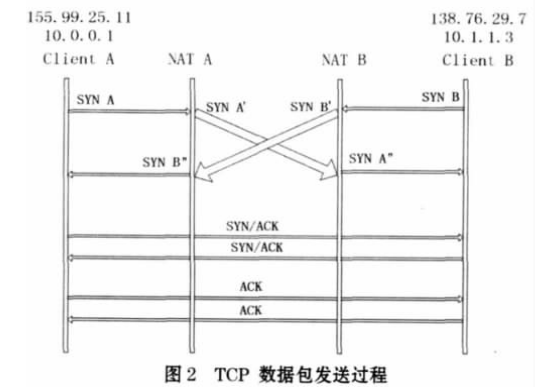 155.99.25.11 138.76.29.7
10.0.0.1 10.1.1.3
Client A NAT A NAT B Client B
SYN A SYN A' SYN B' SYN B
SYN B" SYN A"
SYN/ACK
SYN/ACK
ACK
ACK
图2 TCP 数据包发送过程